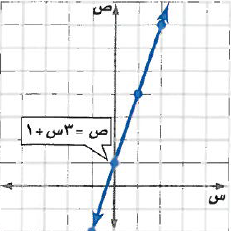 ص
ص = ٣س + ١
س